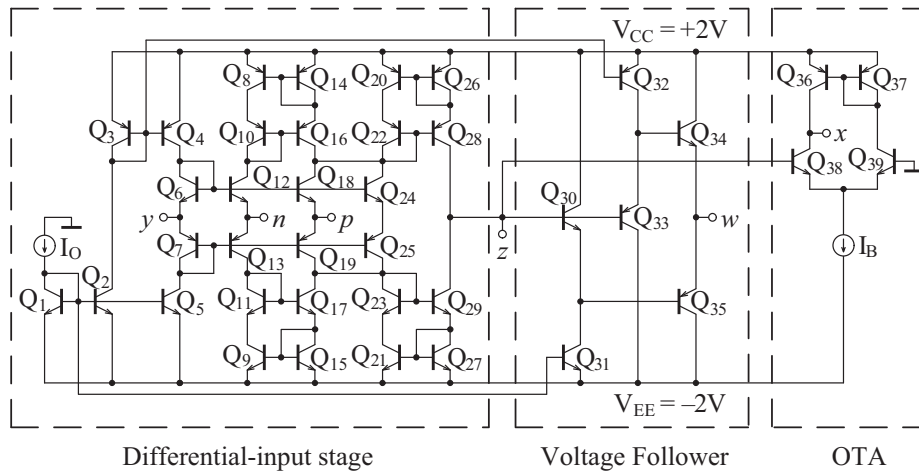 V_CC = +2V
Q_8 Q_14 Q_20 Q_26 Q_32 Q_36 Q_37
Q_3 Q_4 Q_10 Q_16 Q_22 Q_28 Q_34 x
Q_6 Q_12 Q_18 Q_24 Q_30 Q_33 Q_38 Q_39
y n p z w
I_O Q_2 Q_7 Q_13 Q_19 Q_25 I_B
Q_1 Q_5 Q_11 Q_17 Q_23 Q_29 Q_35
Q_9 Q_15 Q_21 Q_27 Q_31
V_EE = –2V
Differential-input stage Voltage Follower OTA